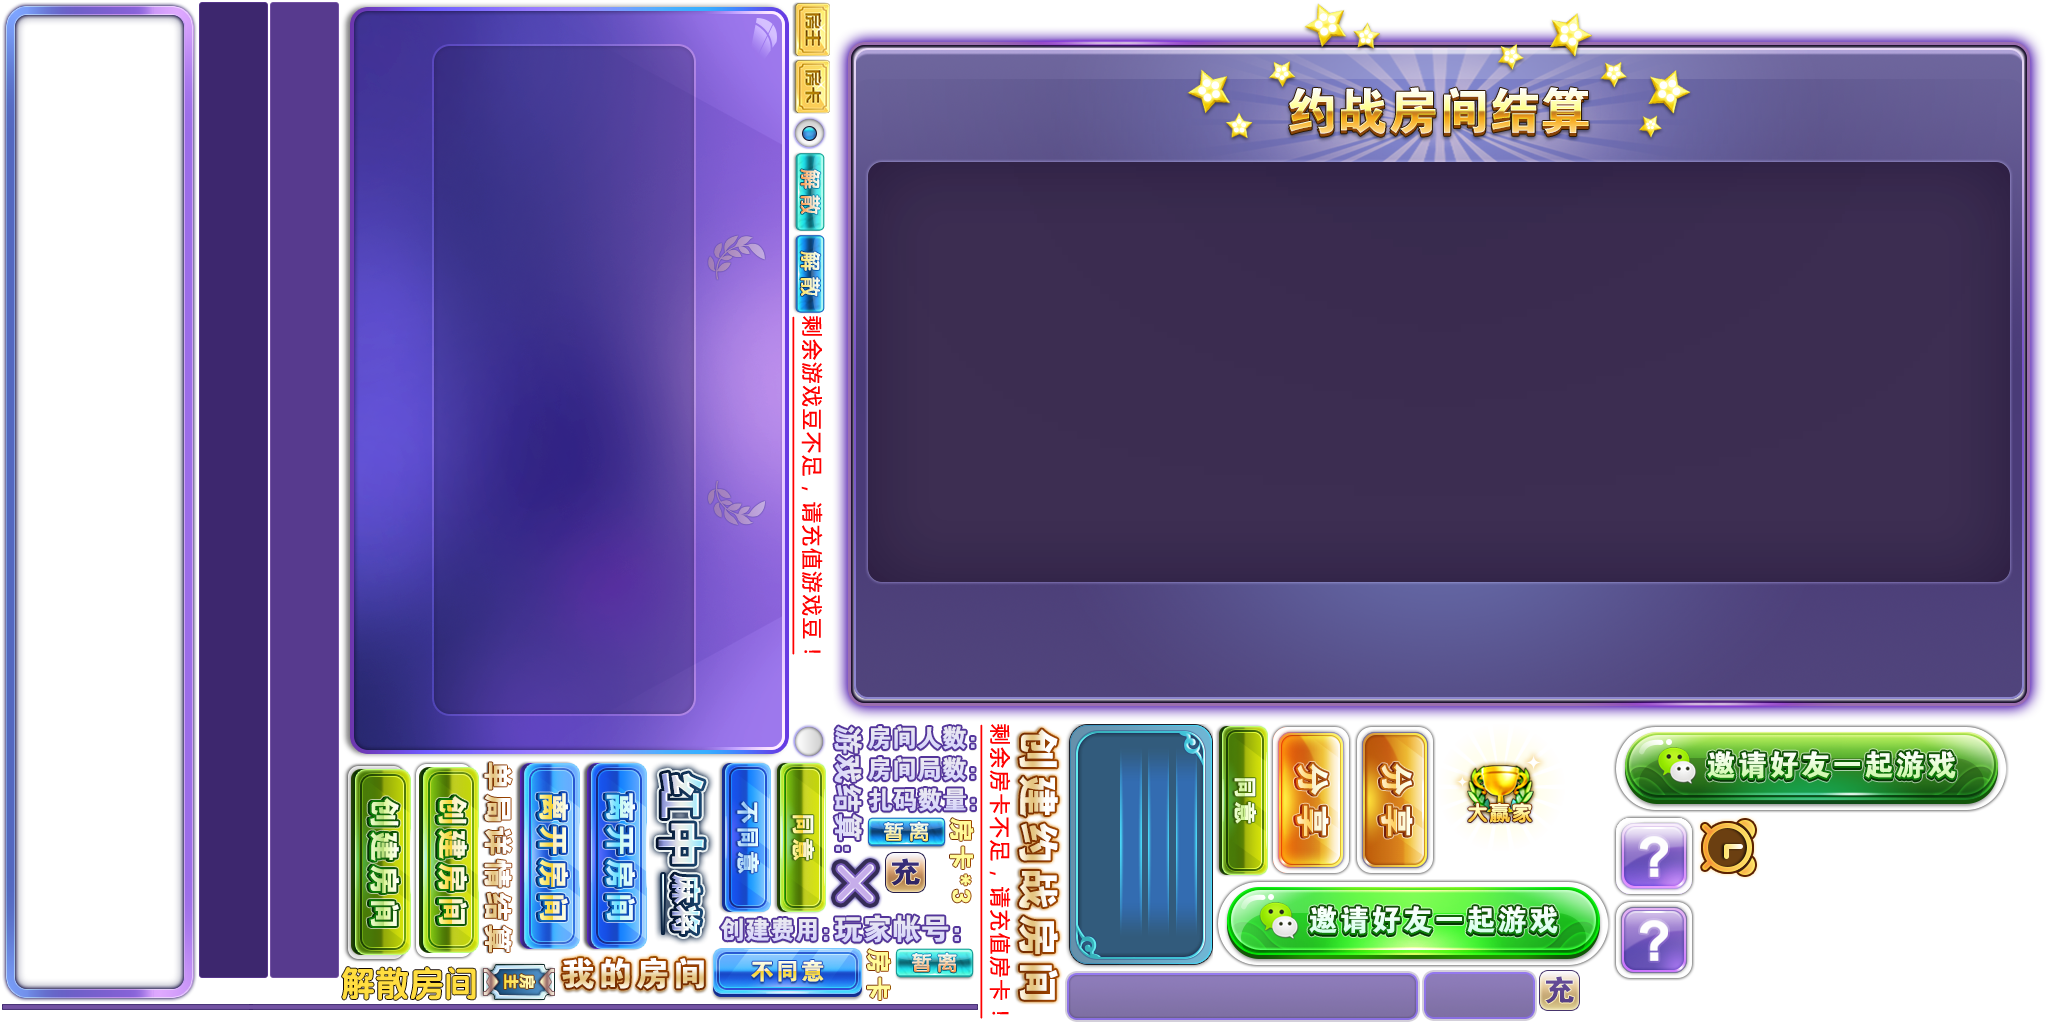 房主
房卡
解散
解散
剩余游戏豆不足，请充值游戏豆！
约战房间结算
创建房间
创建房间
单局详情结算
离开房间
离开房间
红中麻将
不同意
同意
游戏结算:
房间人数:
房间局数:
扎码数量:
暂离
房卡*3
充
创建费用:
玩家帐号:
解散房间
房主
我的房间
不同意
房卡
暂离
剩余房卡不足，请充值房卡！
创建约战房间
同意
分享
分享
大赢家
邀请好友一起游戏
邀请好友一起游戏
?
?
充